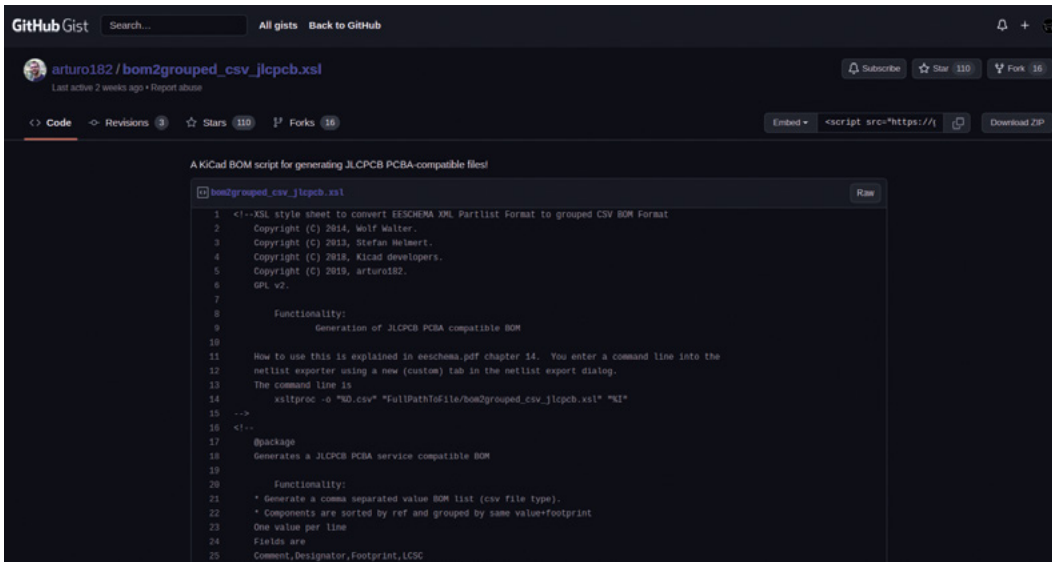 GitHub Gist Search... All gists Back to GitHub
arturo182 / bom2grouped_csv_jlcpcb.xsl
Last active 2 weeks ago • Report abuse
Subscribe Star 110 Fork 16
<> Code Revisions 3 Stars 110 Forks 16
Embed <script src="https://g Download ZIP
A KiCad BOM script for generating JLCPCB PCBA-compatible files!
bom2grouped_csv_jlcpcb.xsl Raw
1 <!--XSL style sheet to convert EESCHEMA XML Partlist Format to grouped CSV BOM Format
2 Copyright (C) 2014, Wolf Walter.
3 Copyright (C) 2013, Stefan Helmert.
4 Copyright (C) 2018, Kicad developers.
5 Copyright (C) 2019, arturo182.
6 GPL v2.
7
8 Functionality:
9 Generation of JLCPCB PCBA compatible BOM
10
11 How to use this is explained in eeschema.pdf chapter 14. You enter a command line into the
12 netlist exporter using a new (custom) tab in the netlist export dialog.
13 The command line is
14 xsltproc -o "%O.csv" "FullPathToFile/bom2grouped_csv_jlcpcb.xsl" "%I"
15 -->
16 <!--
17 @package
18 Generates a JLCPCB PCBA service compatible BOM
19
20 Functionality:
21 * Generate a comma separated value BOM list (csv file type).
22 * Components are sorted by ref and grouped by same value+footprint
23 One value per line
24 Fields are
25 Comment,Designator,Footprint,LCSC